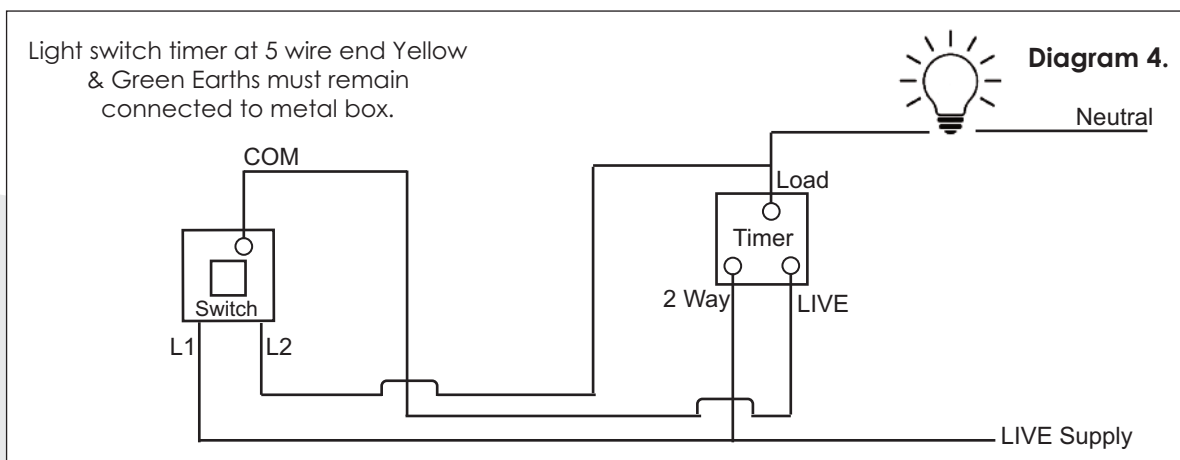 Light switch timer at 5 wire end Yellow
& Green Earths must remain
connected to metal box.
Diagram 4.
Neutral
COM
Load
Timer
Switch
2 Way
LIVE
L1
L2
LIVE Supply